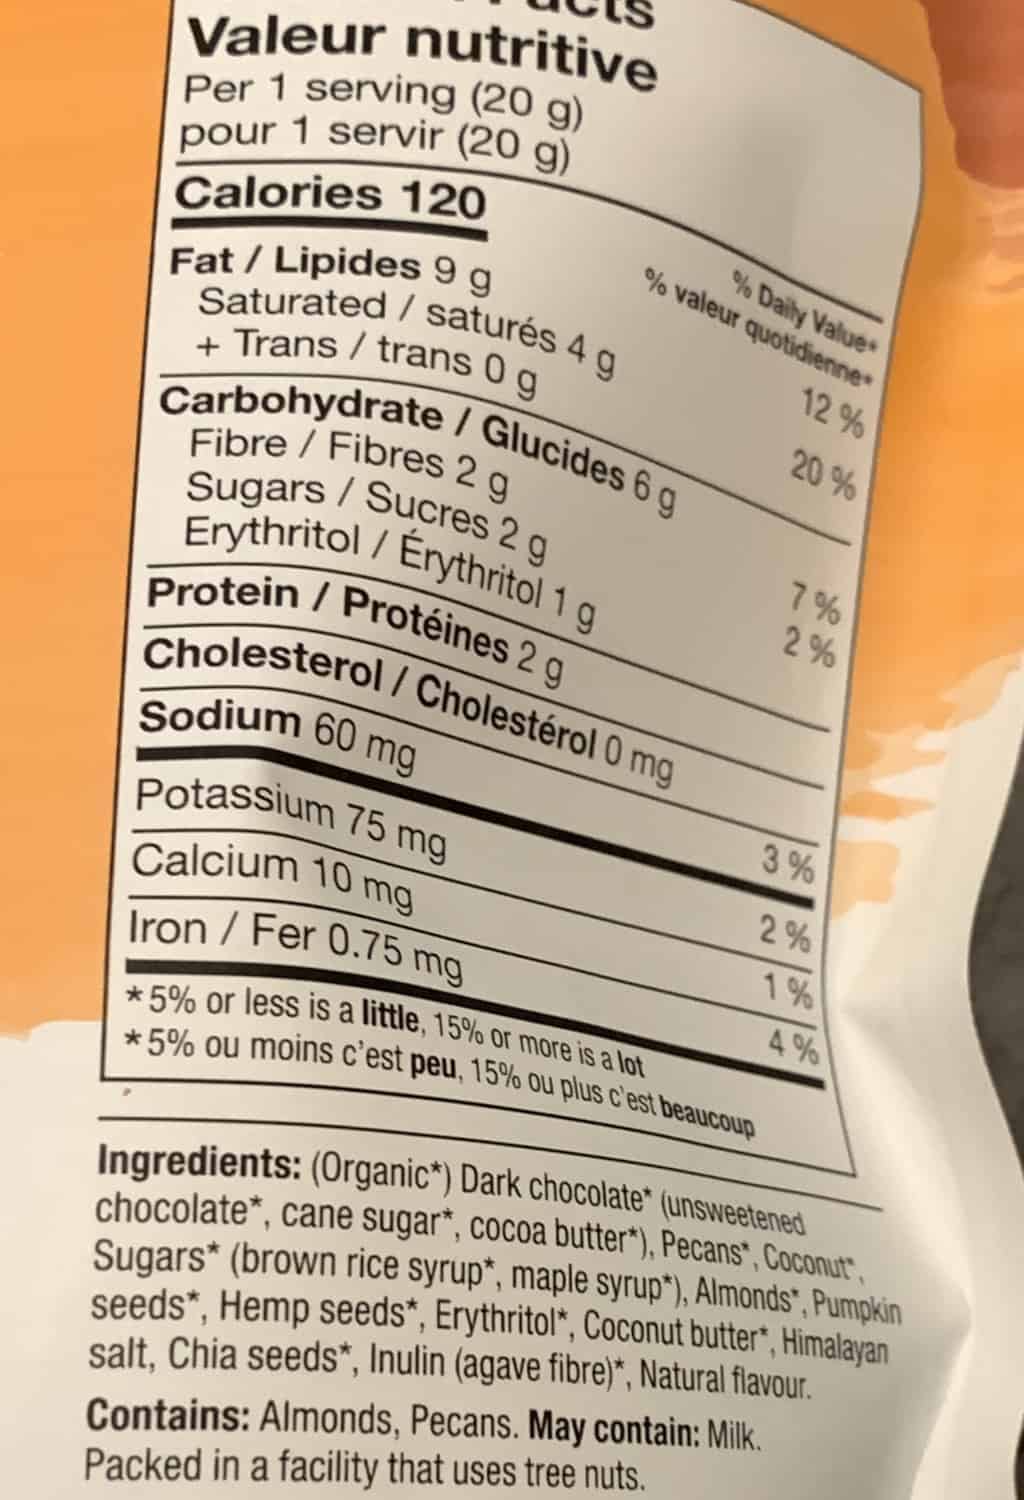 Valeur nutritive
Per 1 serving (20 g)
pour 1 servir (20 g)
Calories 120
% Daily Value*
% valeur quotidienne*
Fat / Lipides 9 g 12 %
Saturated / saturés 4 g
+ Trans / trans 0 g 20 %
Carbohydrate / Glucides 6 g
Fibre / Fibres 2 g 7 %
Sugars / Sucres 2 g 2 %
Erythritol / Érythritol 1 g
Protein / Protéines 2 g
Cholesterol / Cholestérol 0 mg
Sodium 60 mg 3 %
Potassium 75 mg 2 %
Calcium 10 mg 1 %
Iron / Fer 0.75 mg 4 %
*5% or less is a little, 15% or more is a lot
*5% ou moins c'est peu, 15% ou plus c'est beaucoup
Ingredients: (Organic*) Dark chocolate* (unsweetened
chocolate*, cane sugar*, cocoa butter*), Pecans*, Coconut*,
Sugars* (brown rice syrup*, maple syrup*), Almonds*, Pumpkin
seeds*, Hemp seeds*, Erythritol*, Coconut butter*, Himalayan
salt, Chia seeds*, Inulin (agave fibre)*, Natural flavour.
Contains: Almonds, Pecans. May contain: Milk.
Packed in a facility that uses tree nuts.